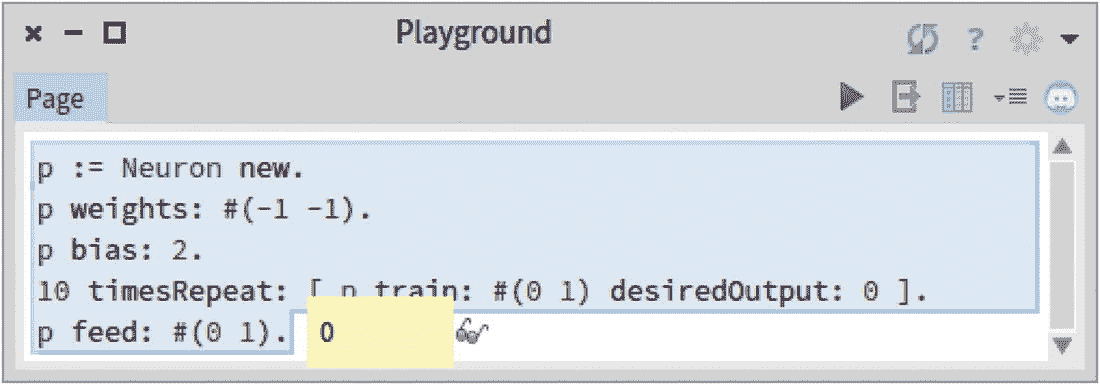 Playground
?
Page
p := Neuron new.
p weights: #(-1 -1).
p bias: 2.
10 timesRepeat: [ p train: #(0 1) desiredOutput: 0 ].
p feed: #(0 1). 0